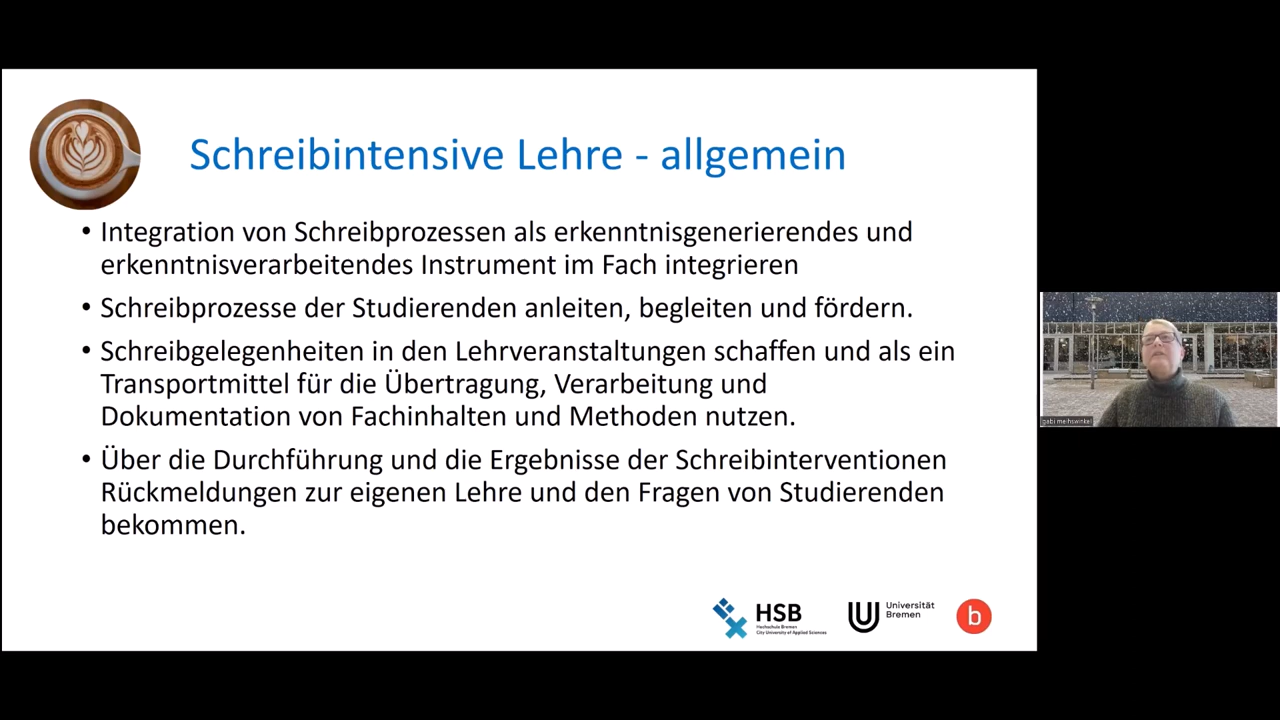 Schreibintensive Lehre - allgemein
• Integration von Schreibprozessen als erkenntnisgenerierendes und
erkenntnisverarbeitendes Instrument im Fach integrieren
• Schreibprozesse der Studierenden anleiten, begleiten und fördern.
• Schreibgelegenheiten in den Lehrveranstaltungen schaffen und als ein
Transportmittel für die Übertragung, Verarbeitung und
Dokumentation von Fachinhalten und Methoden nutzen.
• Über die Durchführung und die Ergebnisse der Schreibinterventionen
Rückmeldungen zur eigenen Lehre und den Fragen von Studierenden
bekommen.
HSB
Hochschule Bremen
City University of Applied Sciences
Universität
Bremen
b
gabi meihswinkel